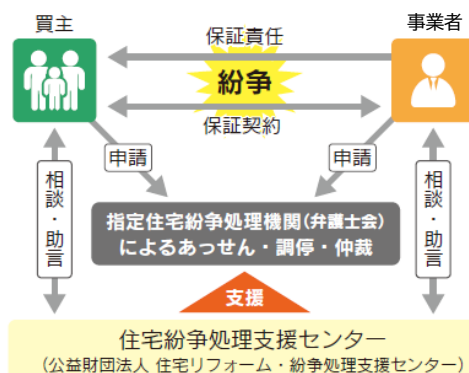 買主
事業者
保証責任
紛争
保証契約
申請
申請
相談・助言
相談・助言
指定住宅紛争処理機関(弁護士会)
によるあっせん・調停・仲裁
支援
住宅紛争処理支援センター
(公益財団法人 住宅リフォーム・紛争処理支援センター)